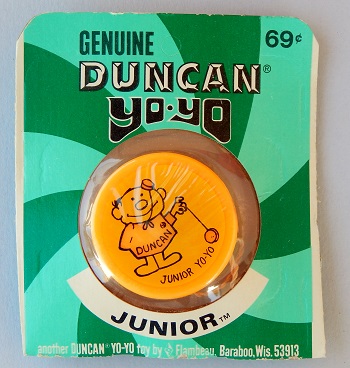 GENUINE 69¢
DUNCAN®
yo-yo
DUNCAN
JUNIOR YO-YO
JUNIOR™
another DUNCAN® YO-YO toy by Flambeau, Baraboo, Wis. 53913